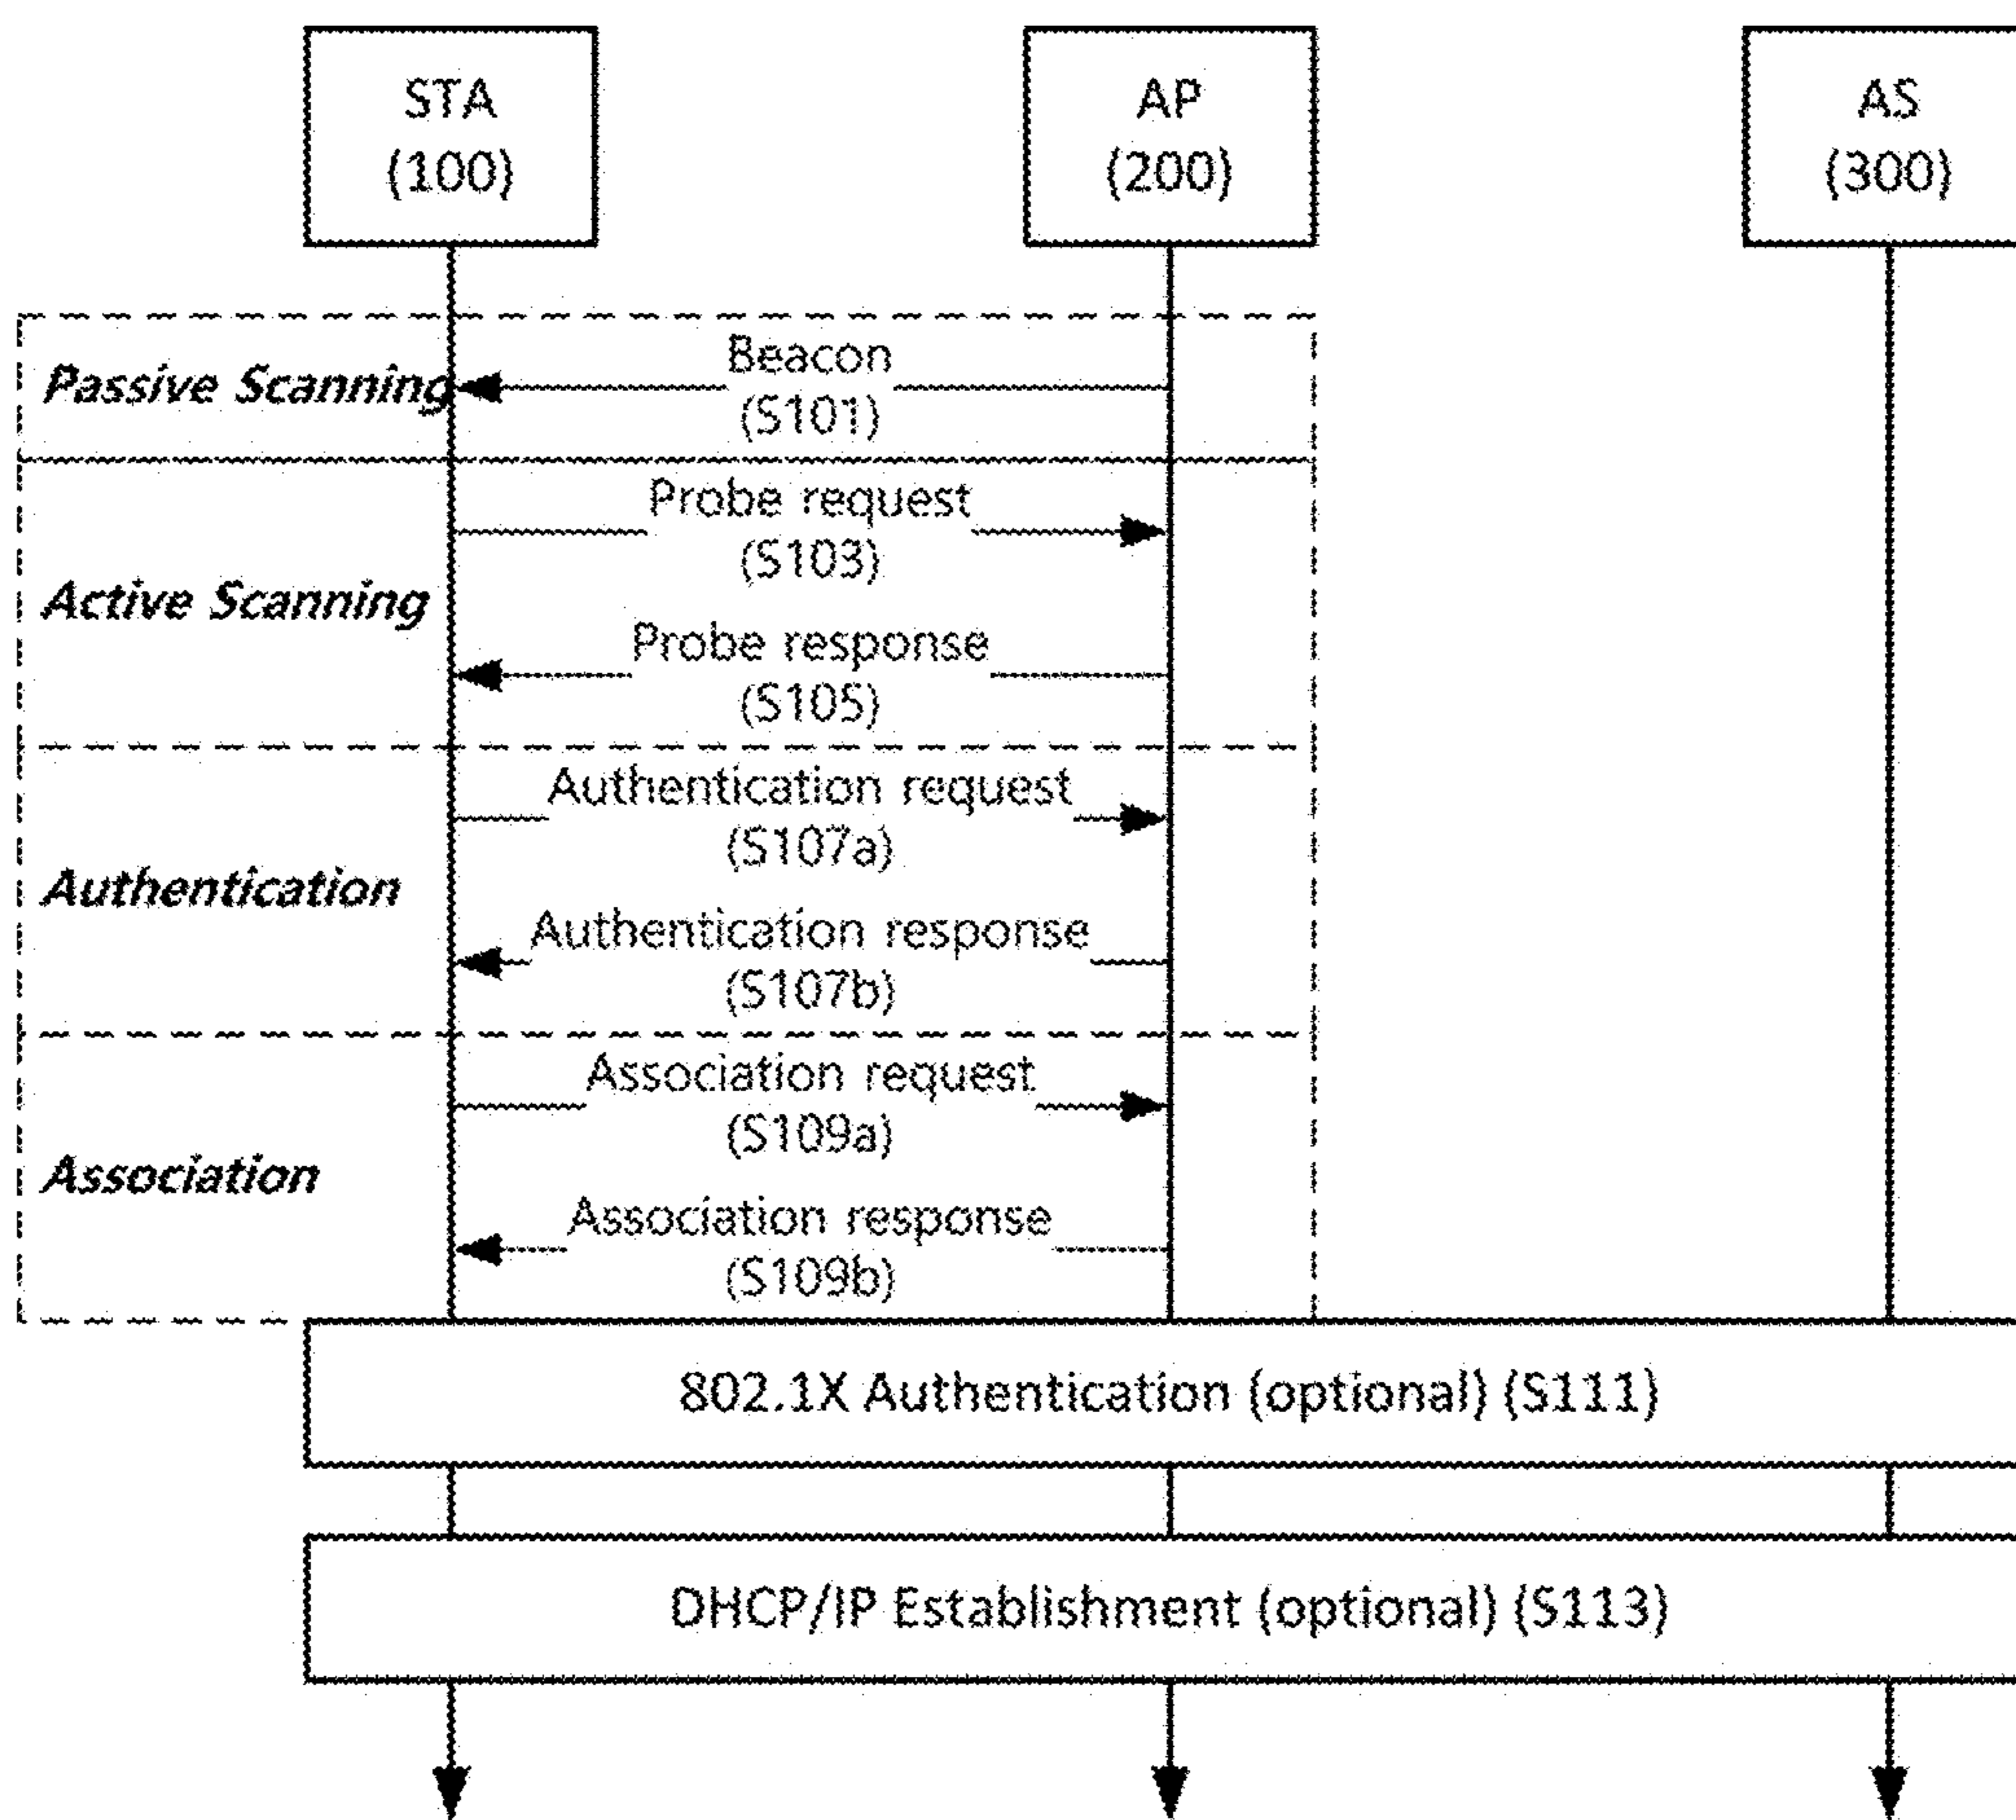 STA
(100)
AP
(200)
AS
(300)
Passive Scanning
Beacon
(S101)
Active Scanning
Probe request
(S103)
Probe response
(S105)
Authentication
Authentication request
(S107a)
Authentication response
(S107b)
Association
Association request
(S109a)
Association response
(S109b)
802.1X Authentication (optional) (S111)
DHCP/IP Establishment (optional) (S113)